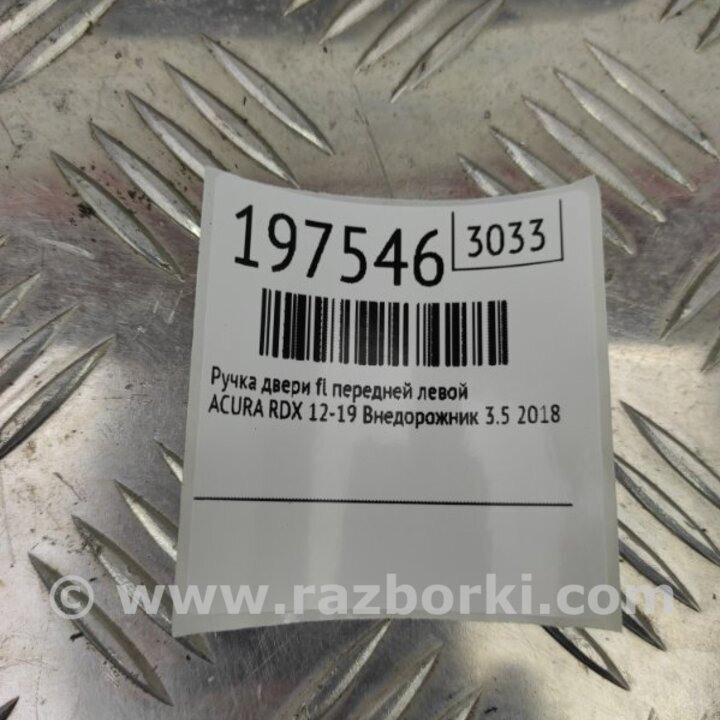 197546 3033
Ручка двери fl передней левой
ACURA RDX 12-19 Внедорожник 3.5 2018
© www.razborki.com